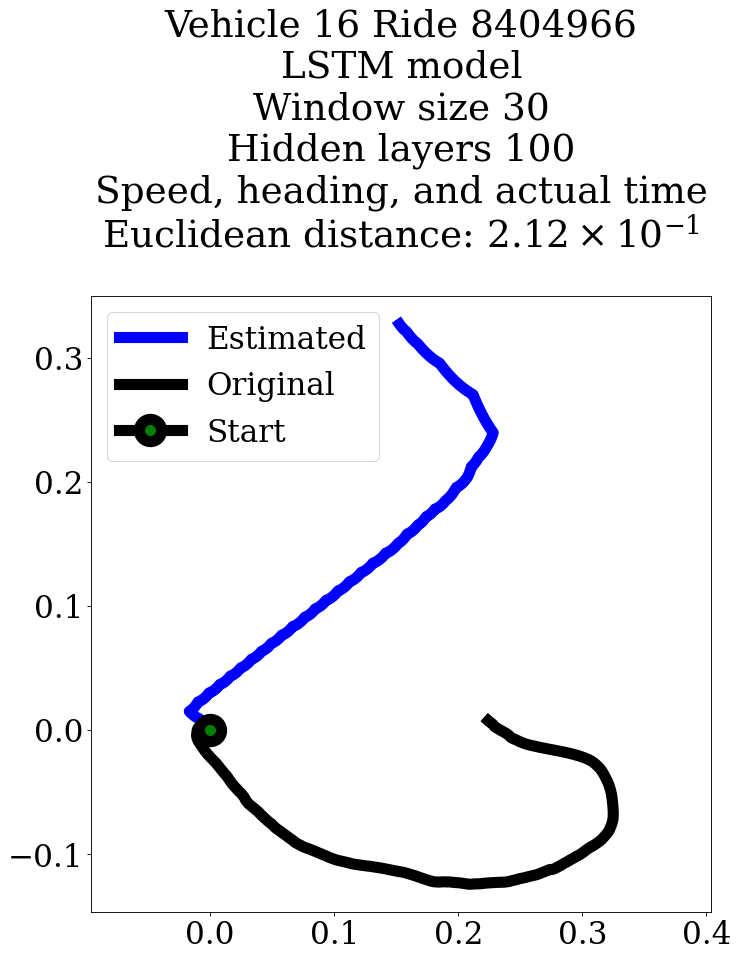 Vehicle 16 Ride 8404966
LSTM model
Window size 30
Hidden layers 100
Speed, heading, and actual time
Euclidean distance: 2.12 × 10⁻¹
Estimated
Original
Start
0.3
0.2
0.1
0.0
−0.1
0.0 0.1 0.2 0.3 0.4